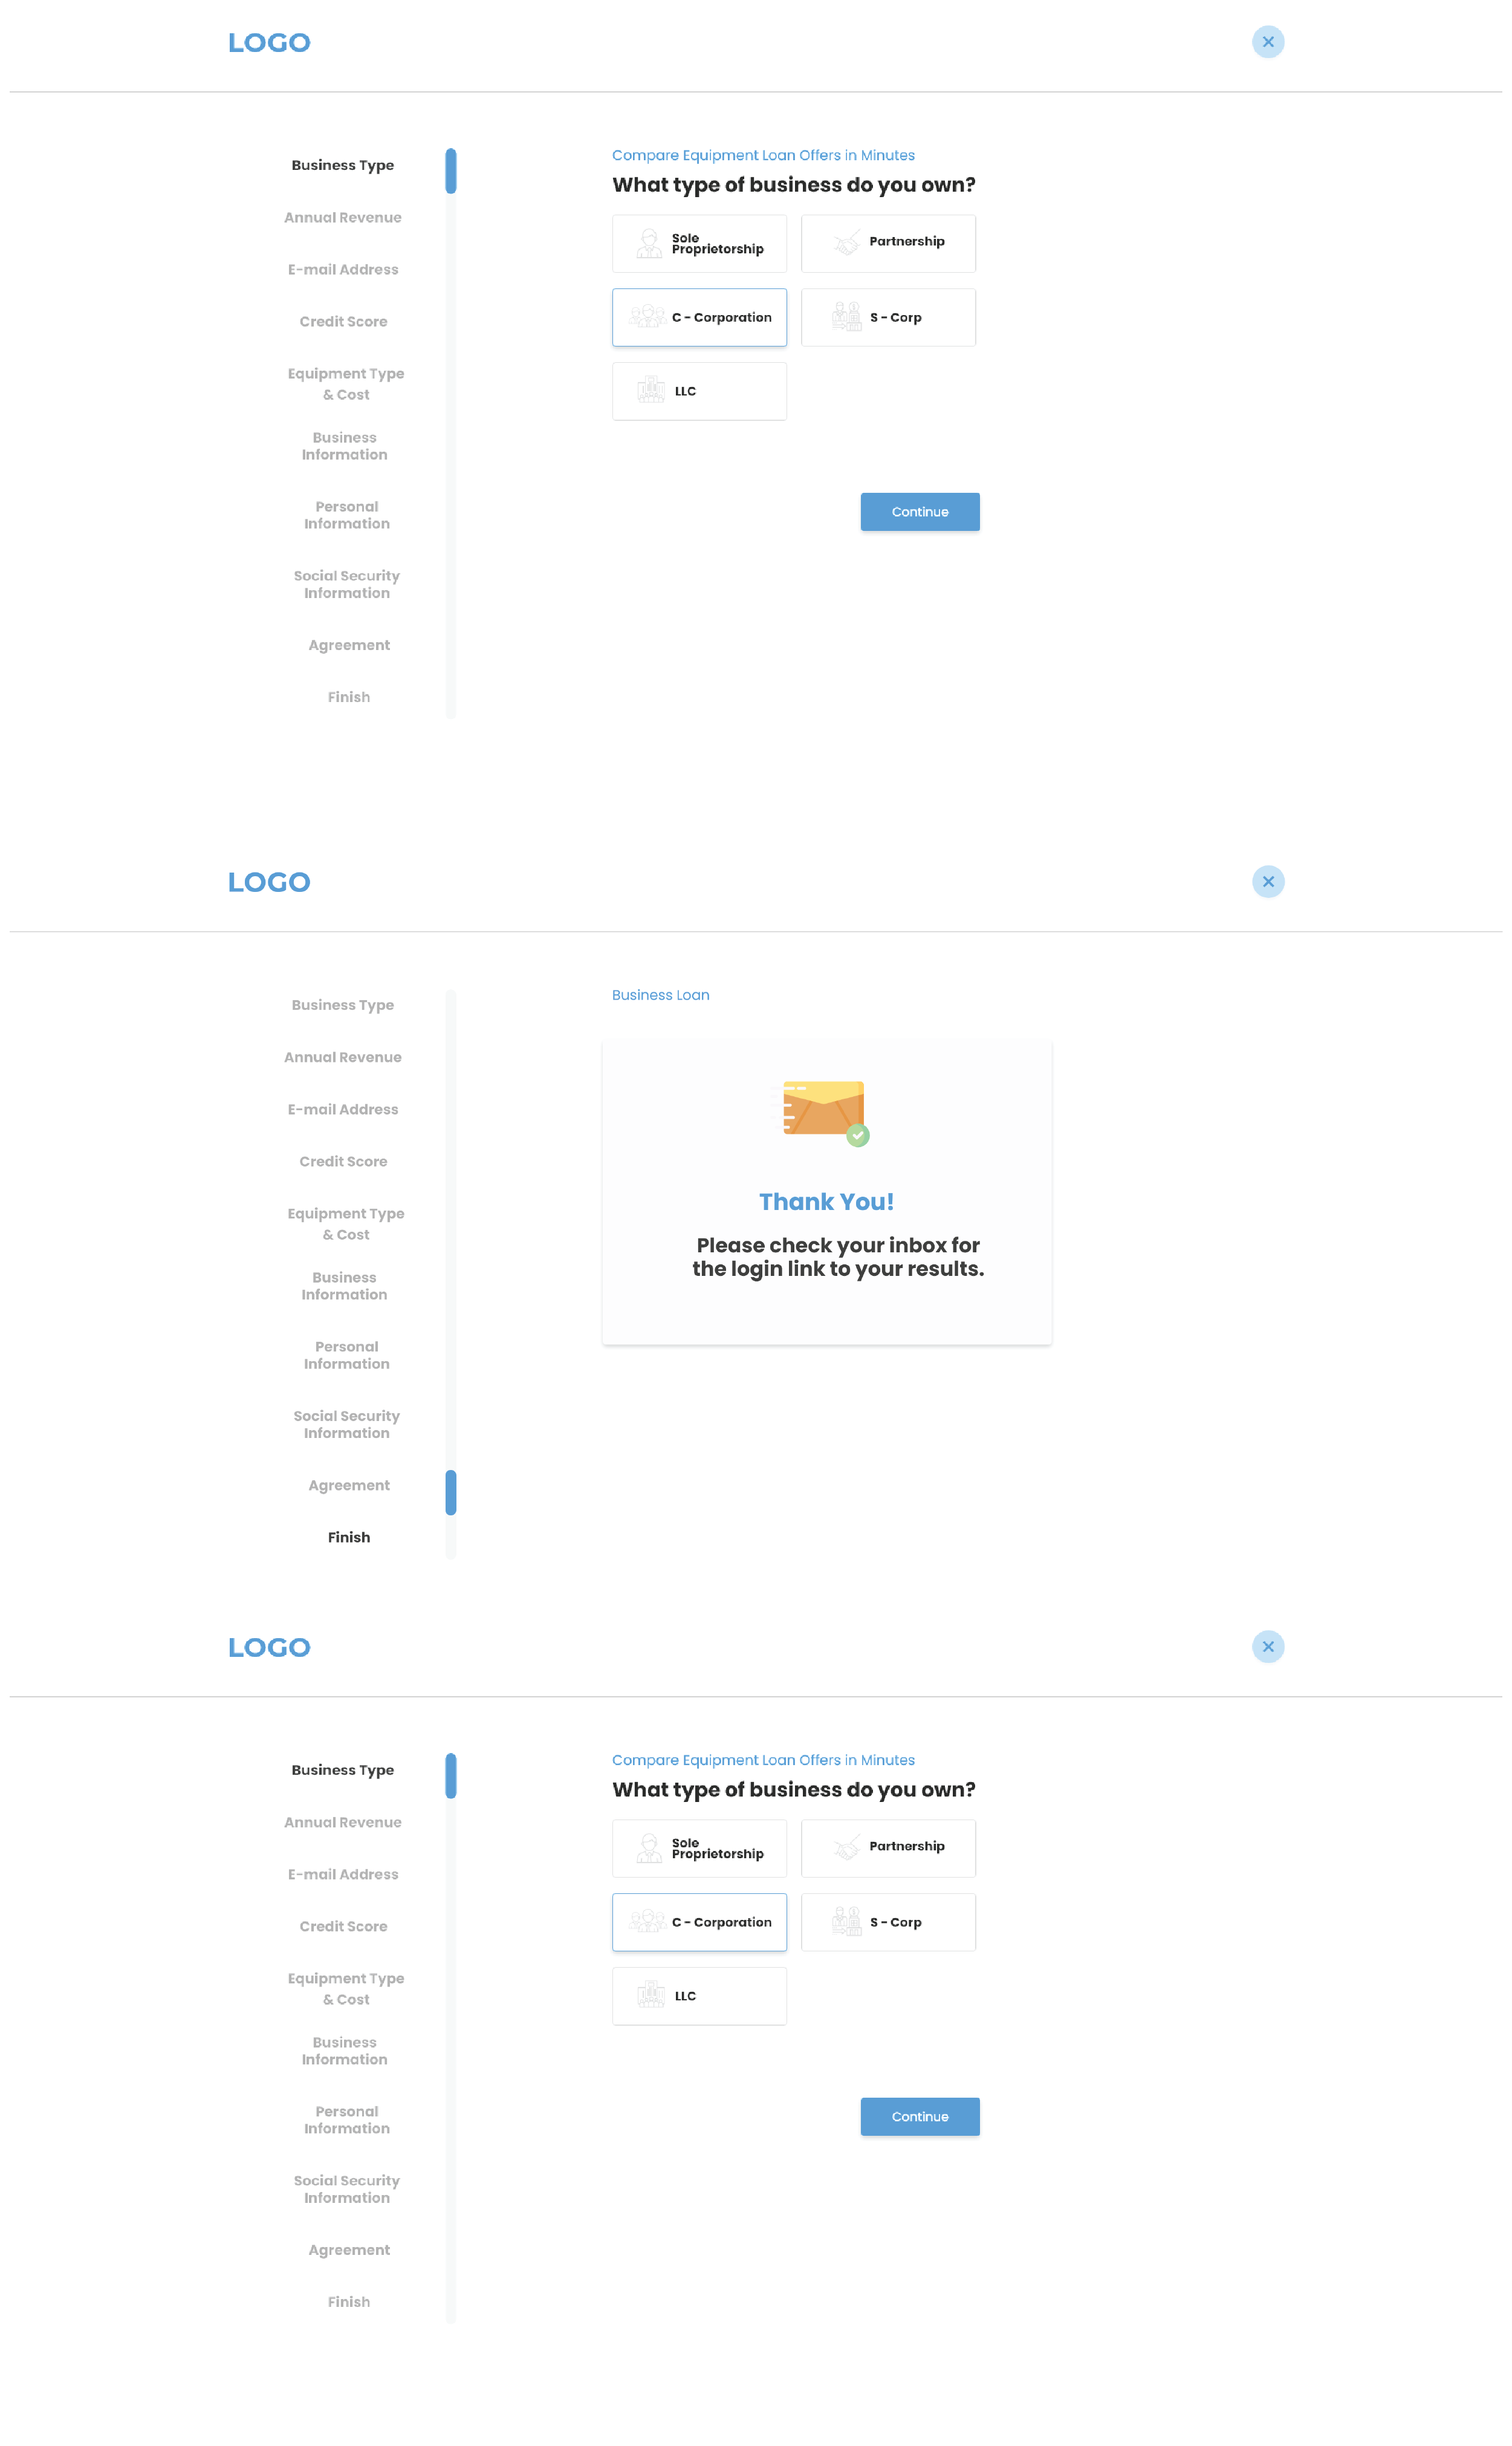 LOGO
Business Type
Annual Revenue
E-mail Address
Credit Score
Equipment Type
& Cost
Business
Information
Personal
Information
Social Security
Information
Agreement
Finish
Compare Equipment Loan Offers in Minutes
What type of business do you own?
Sole
Proprietorship
Partnership
C - Corporation
S - Corp
LLC
Continue
LOGO
Business Type
Annual Revenue
E-mail Address
Credit Score
Equipment Type
& Cost
Business
Information
Personal
Information
Social Security
Information
Agreement
Finish
Business Loan
Thank You!
Please check your inbox for
the login link to your results.
LOGO
Business Type
Annual Revenue
E-mail Address
Credit Score
Equipment Type
& Cost
Business
Information
Personal
Information
Social Security
Information
Agreement
Finish
Compare Equipment Loan Offers in Minutes
What type of business do you own?
Sole
Proprietorship
Partnership
C - Corporation
S - Corp
LLC
Continue